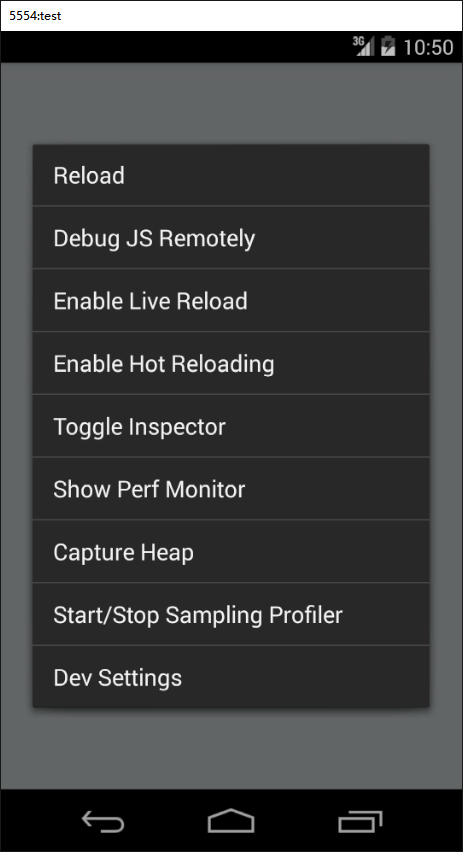 5554:test
3G 10:50
Reload
Debug JS Remotely
Enable Live Reload
Enable Hot Reloading
Toggle Inspector
Show Perf Monitor
Capture Heap
Start/Stop Sampling Profiler
Dev Settings